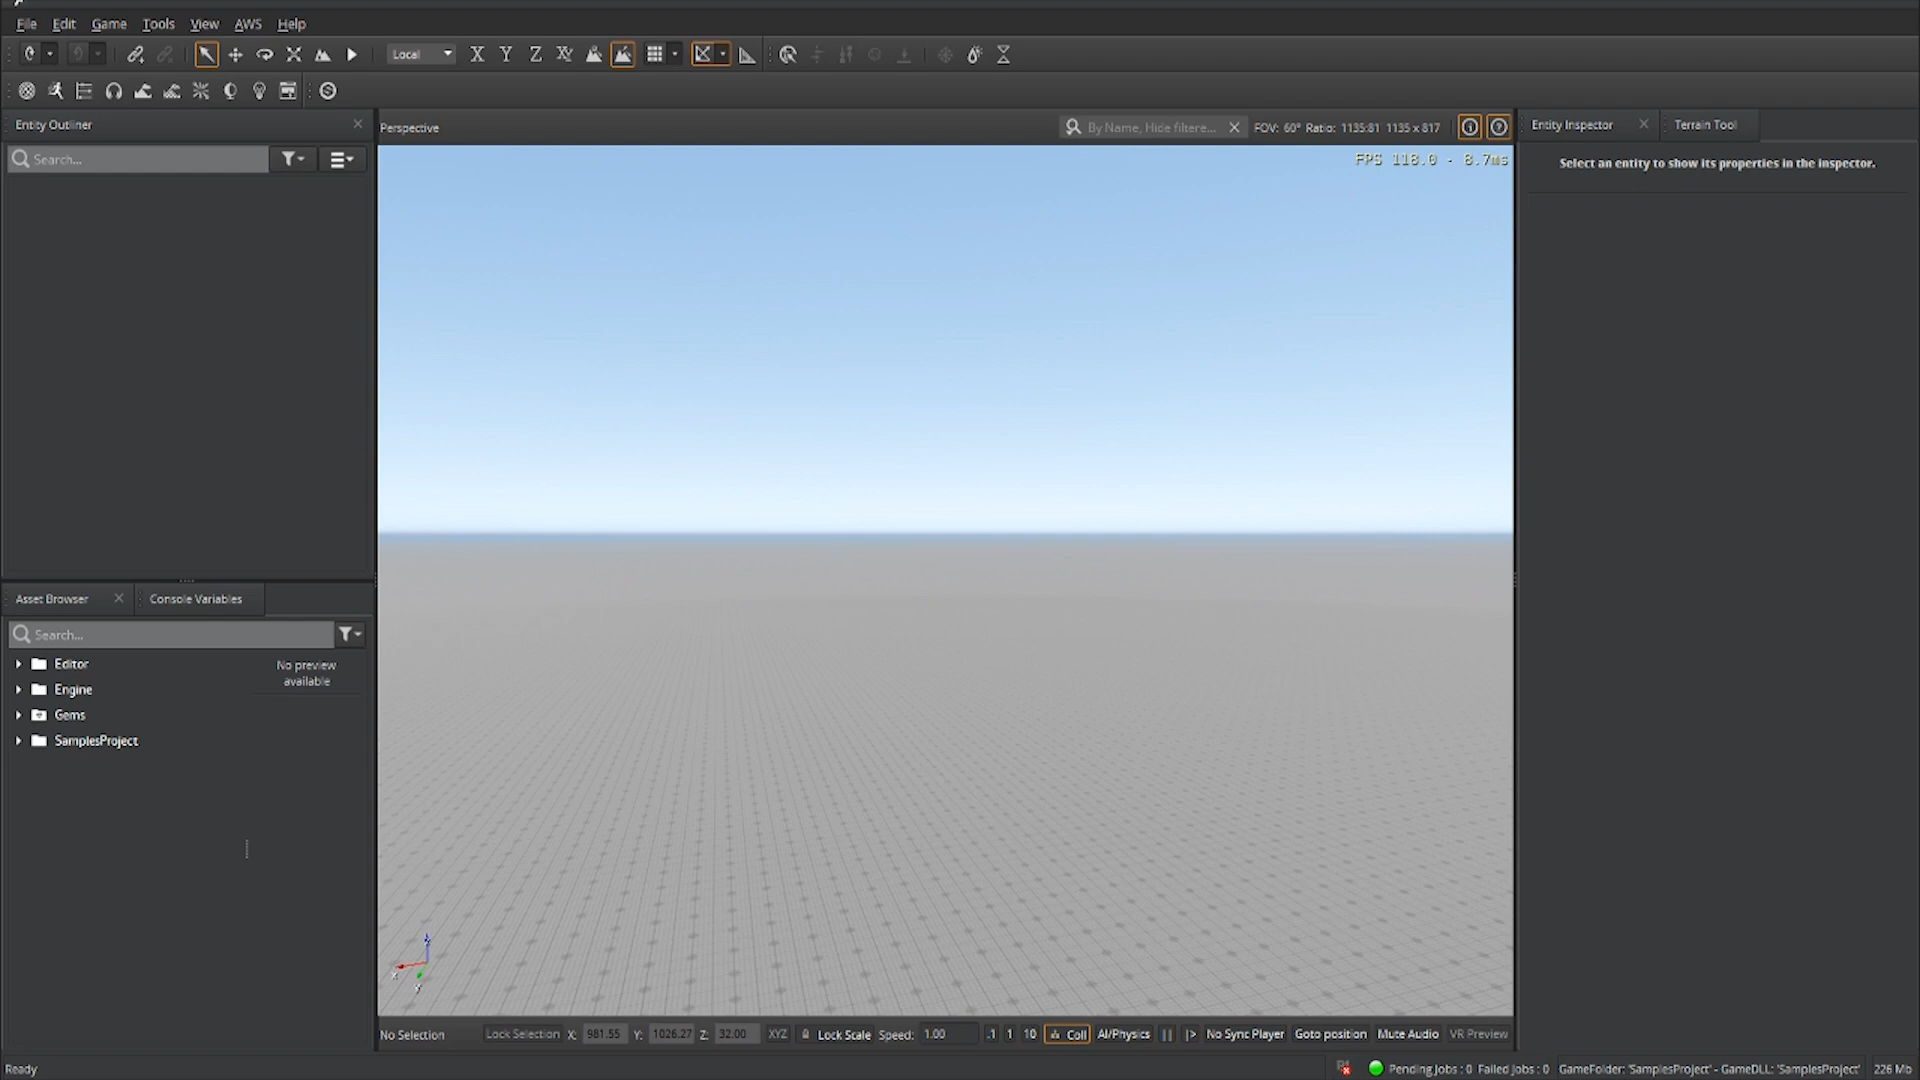 File Edit Game Tools View AWS Help
Local X Y Z XY
Entity Outliner
Search...
Perspective
By Name, Hide filtere... FOV: 60° Ratio: 1135:81 1135 x 817
FPS 118.0 - 8.7ms
Entity Inspector Terrain Tool
Select an entity to show its properties in the inspector.
Asset Browser Console Variables
Search...
Editor
Engine
Gems
SamplesProject
No preview
available
z
x
y
No Selection Lock Selection X: 981.55 Y: 1026.27 Z: 32.00 XYZ Lock Scale Speed: 1.00 .1 1 10 Coll AI/Physics || |> No Sync Player Goto position Mute Audio VR Preview
Ready
Pending Jobs : 0 Failed Jobs : 0 GameFolder: 'SamplesProject' - GameDLL: 'SamplesProject' 226 Mb